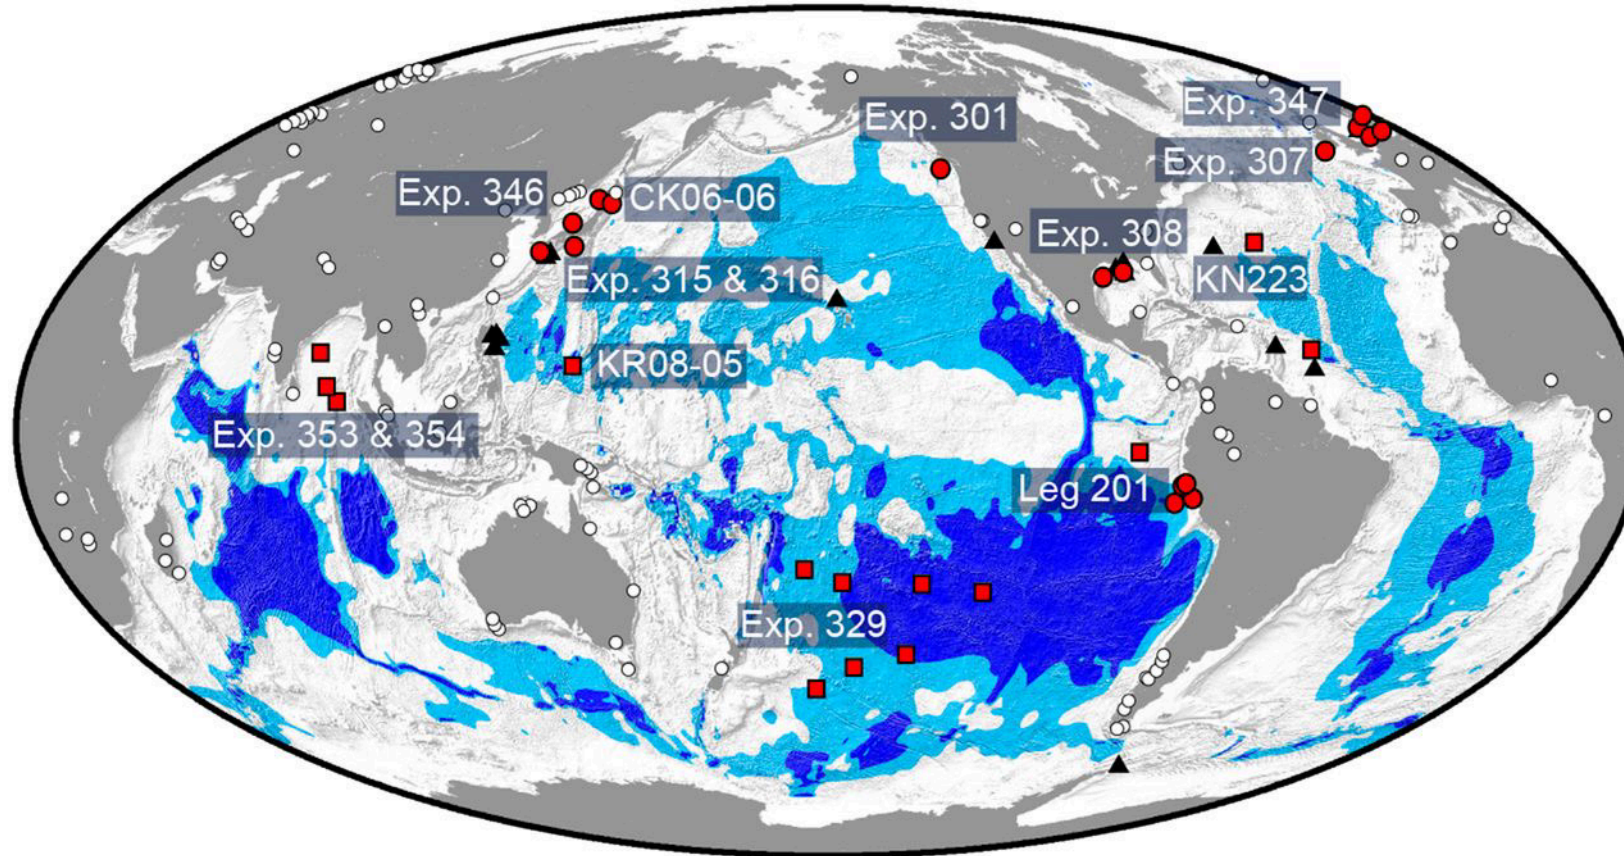 Exp. 347
Exp. 301
Exp. 307
Exp. 346
CK06-06
Exp. 308
Exp. 315 & 316
KN223
KR08-05
Exp. 353 & 354
Leg 201
Exp. 329